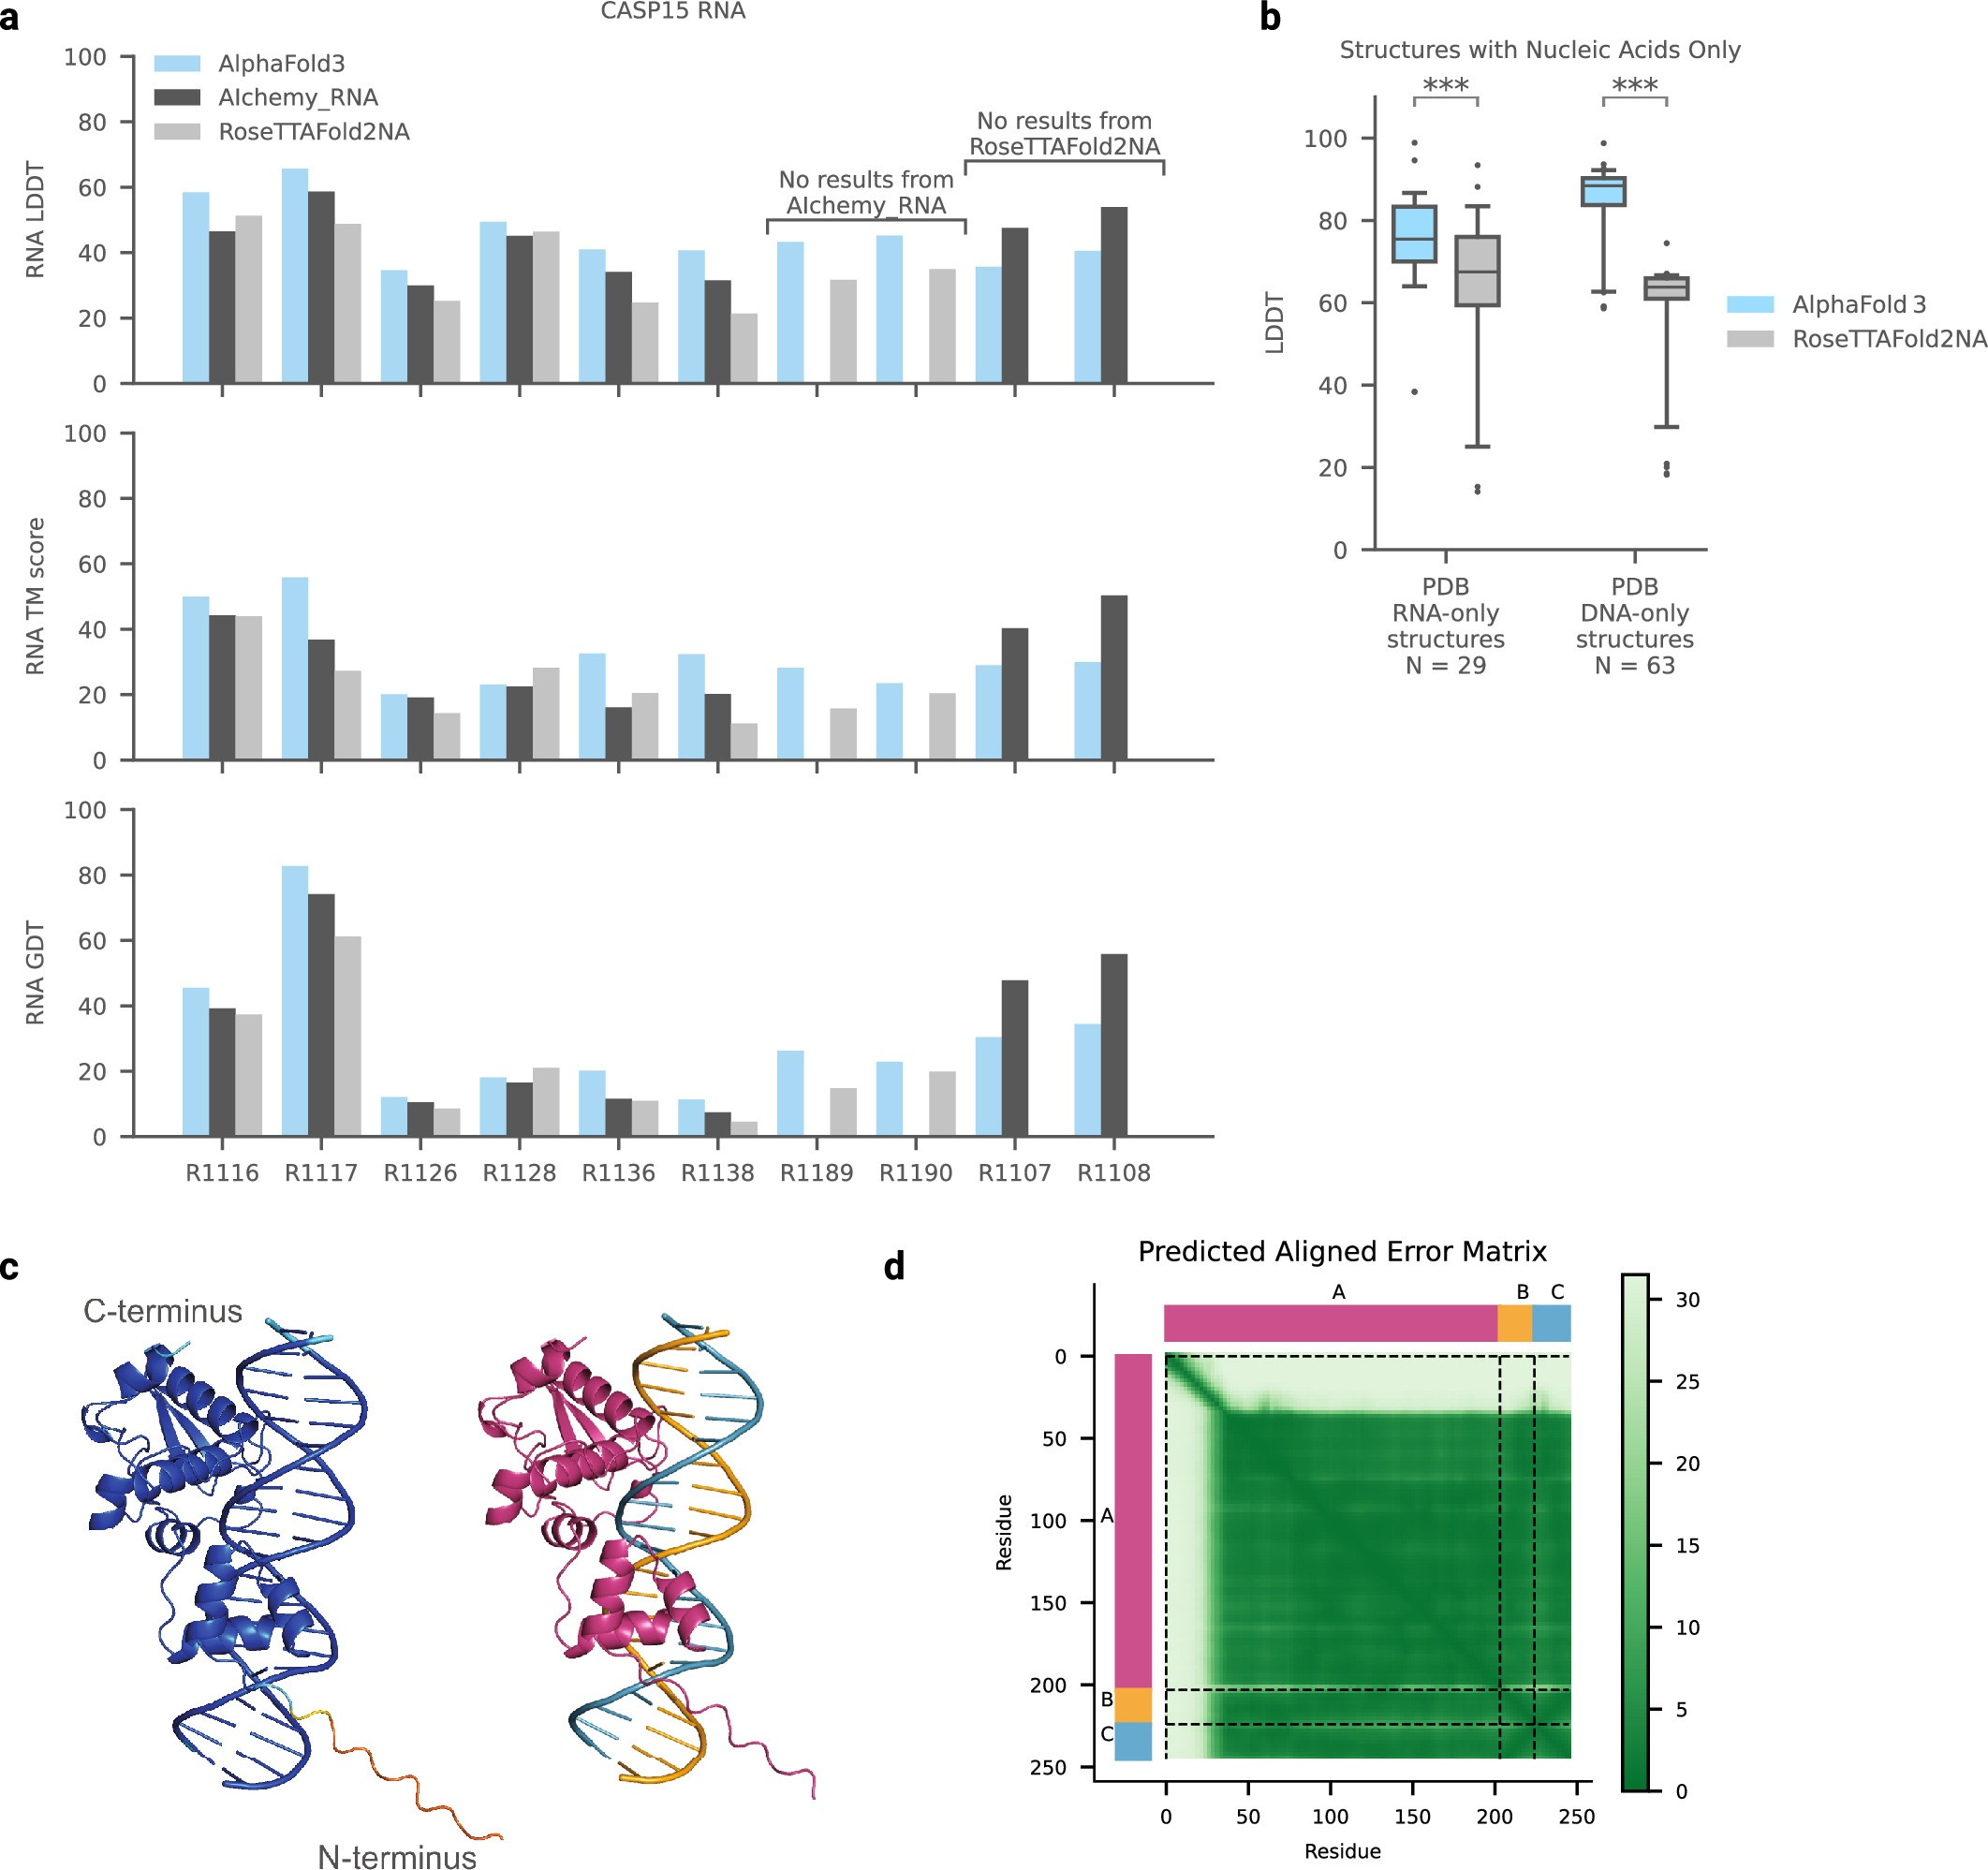 a
CASP15 RNA
AlphaFold3
AIchemy_RNA
RoseTTAFold2NA
No results from
AIchemy_RNA
No results from
RoseTTAFold2NA
RNA LDDT
100
80
60
40
20
0
RNA TM score
100
80
60
40
20
0
RNA GDT
100
80
60
40
20
0
R1116 R1117 R1126 R1128 R1136 R1138 R1189 R1190 R1107 R1108
b
Structures with Nucleic Acids Only
*** ***
LDDT
100
80
60
40
20
0
PDB
RNA-only
structures
N = 29
PDB
DNA-only
structures
N = 63
AlphaFold 3
RoseTTAFold2NA
c
C-terminus
N-terminus
d
Predicted Aligned Error Matrix
A B C
A
B
C
Residue
0
50
100
150
200
250
0 50 100 150 200 250
Residue
30
25
20
15
10
5
0